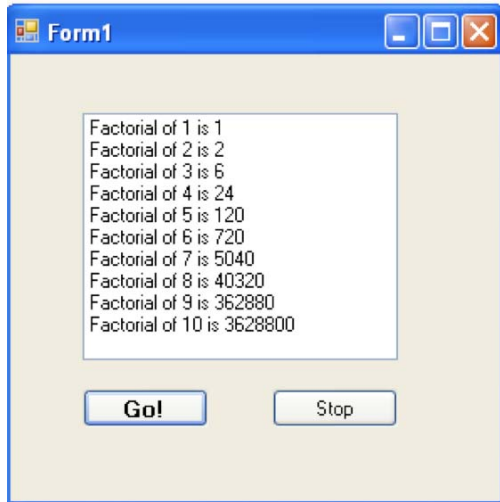 Form1
Factorial of 1 is 1
Factorial of 2 is 2
Factorial of 3 is 6
Factorial of 4 is 24
Factorial of 5 is 120
Factorial of 6 is 720
Factorial of 7 is 5040
Factorial of 8 is 40320
Factorial of 9 is 362880
Factorial of 10 is 3628800
Go! Stop